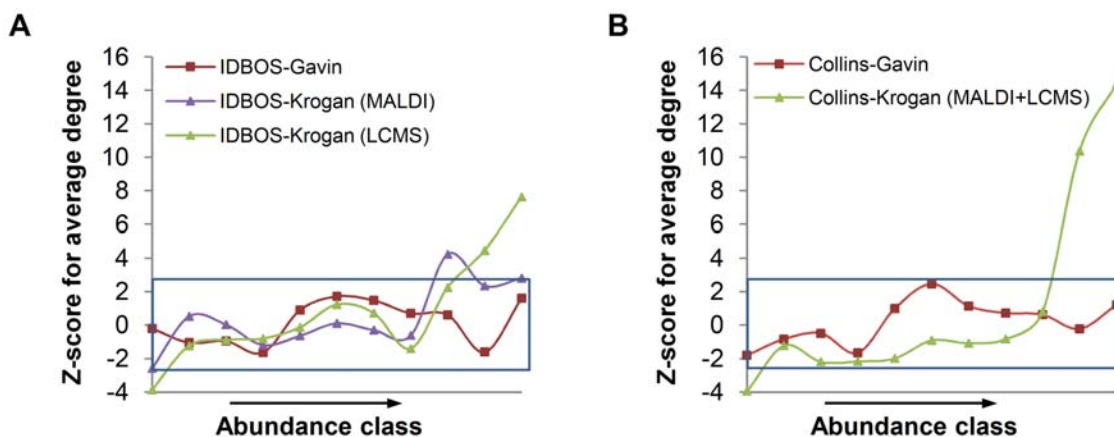 A
Z-score for average degree
16
14
12
10
8
6
4
2
0
-2
-4
IDBOS-Gavin
IDBOS-Krogan (MALDI)
IDBOS-Krogan (LCMS)
Abundance class
B
Z-score for average degree
16
14
12
10
8
6
4
2
0
-2
-4
Collins-Gavin
Collins-Krogan (MALDI+LCMS)
Abundance class